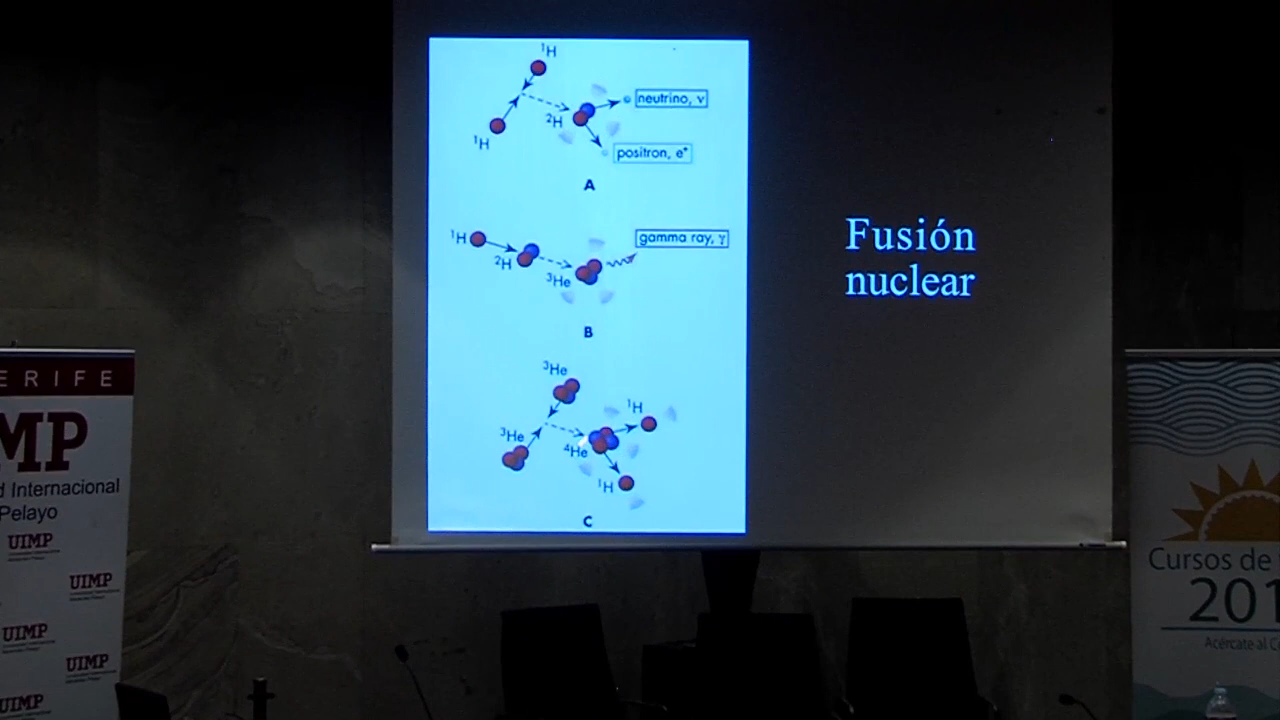 ¹H
neutrino, ν
²H
¹H
positron, e⁺
A
¹H
gamma ray, γ
²H
³He
B
³He
¹H
³He
⁴He
¹H
C
Fusión
nuclear
ERIFE
MP
d Internacional
Pelayo
UIMP
UIMP
UIMP
UIMP
UIMP
Cursos de
201
Acércate al